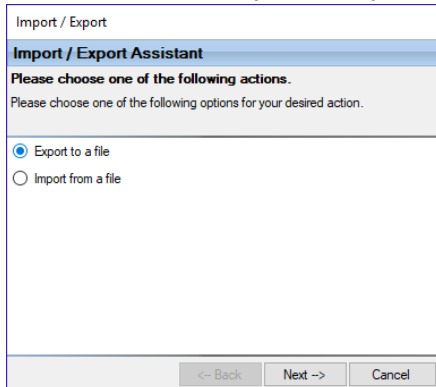 Import / Export
Import / Export Assistant
Please choose one of the following actions.
Please choose one of the following options for your desired action.
Export to a file
Import from a file
<-- Back Next --> Cancel